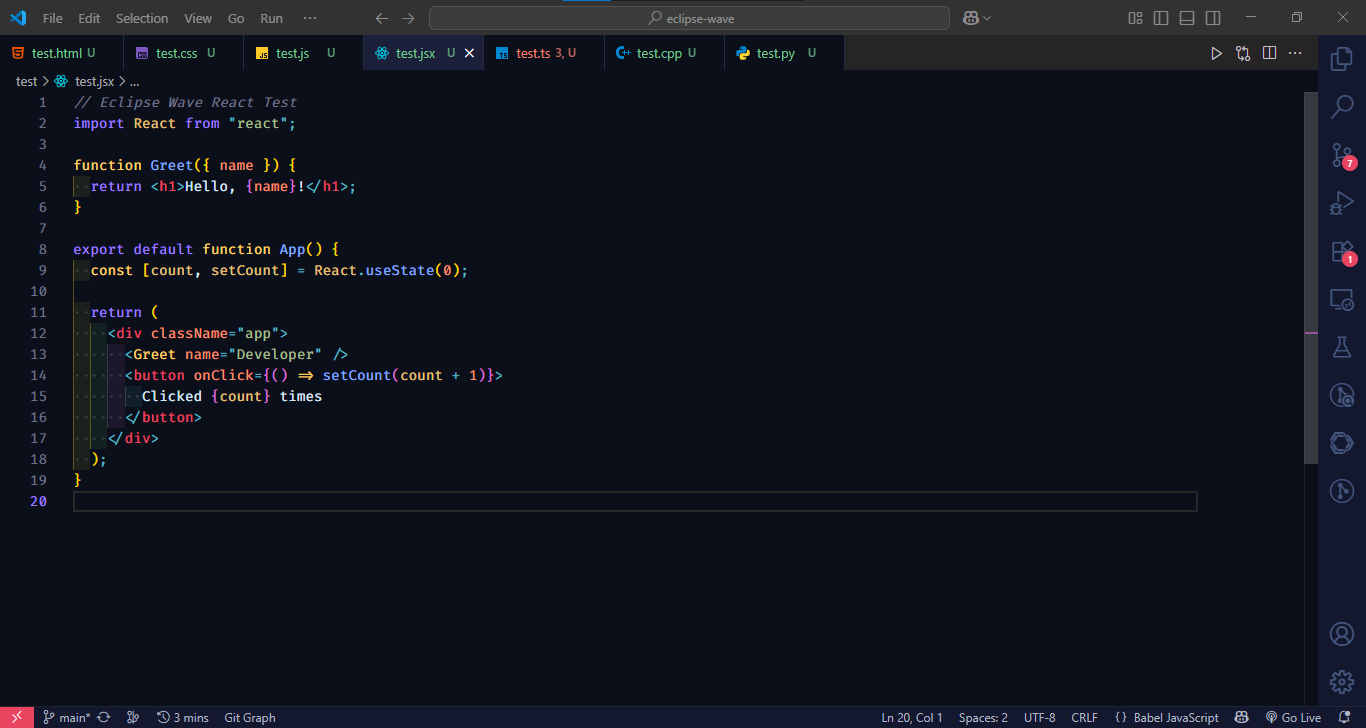 File Edit Selection View Go Run ··· eclipse-wave
test.html U test.css U JS test.js U test.jsx U TS test.ts 3, U test.cpp U test.py U
test > test.jsx > ...
1 // Eclipse Wave React Test
2 import React from "react";
3
4 function Greet({ name }) {
5 return <h1>Hello, {name}!</h1>;
6 }
7
8 export default function App() {
9 const [count, setCount] = React.useState(0);
10
11 return (
12 <div className="app">
13 <Greet name="Developer" />
14 <button onClick={() => setCount(count + 1)}>
15 Clicked {count} times
16 </button>
17 </div>
18 );
19 }
20
7
1
main* 3 mins Git Graph Ln 20, Col 1 Spaces: 2 UTF-8 CRLF {} Babel JavaScript Go Live